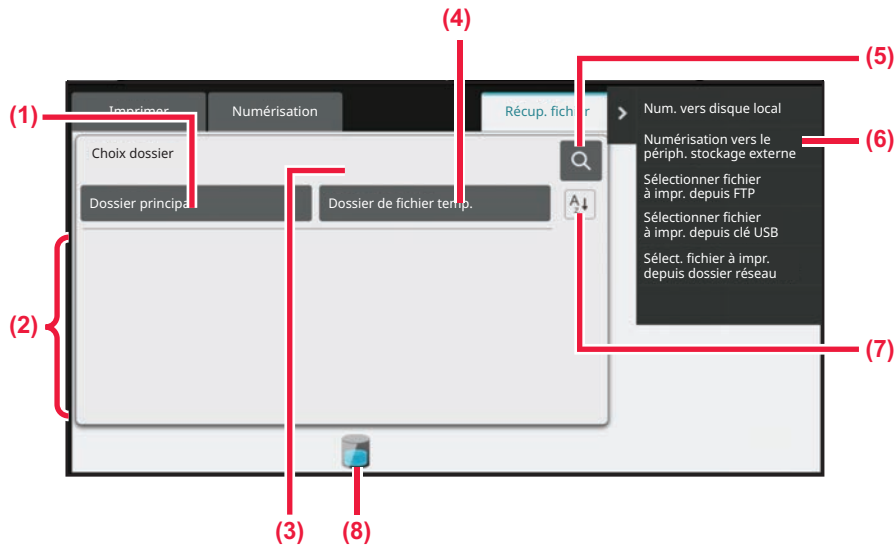 (4)
(5)
(1)
Imprimer
Numérisation
Récup. fichier
Num. vers disque local
(6)
Numérisation vers le
périph. stockage externe
Choix dossier
Sélectionner fichier
à impr. depuis FTP
Dossier principal
Dossier de fichier temp.
A
Z
Sélectionner fichier
à impr. depuis clé USB
Sélect. fichier à impr.
depuis dossier réseau
(2)
(7)
(3)
(8)